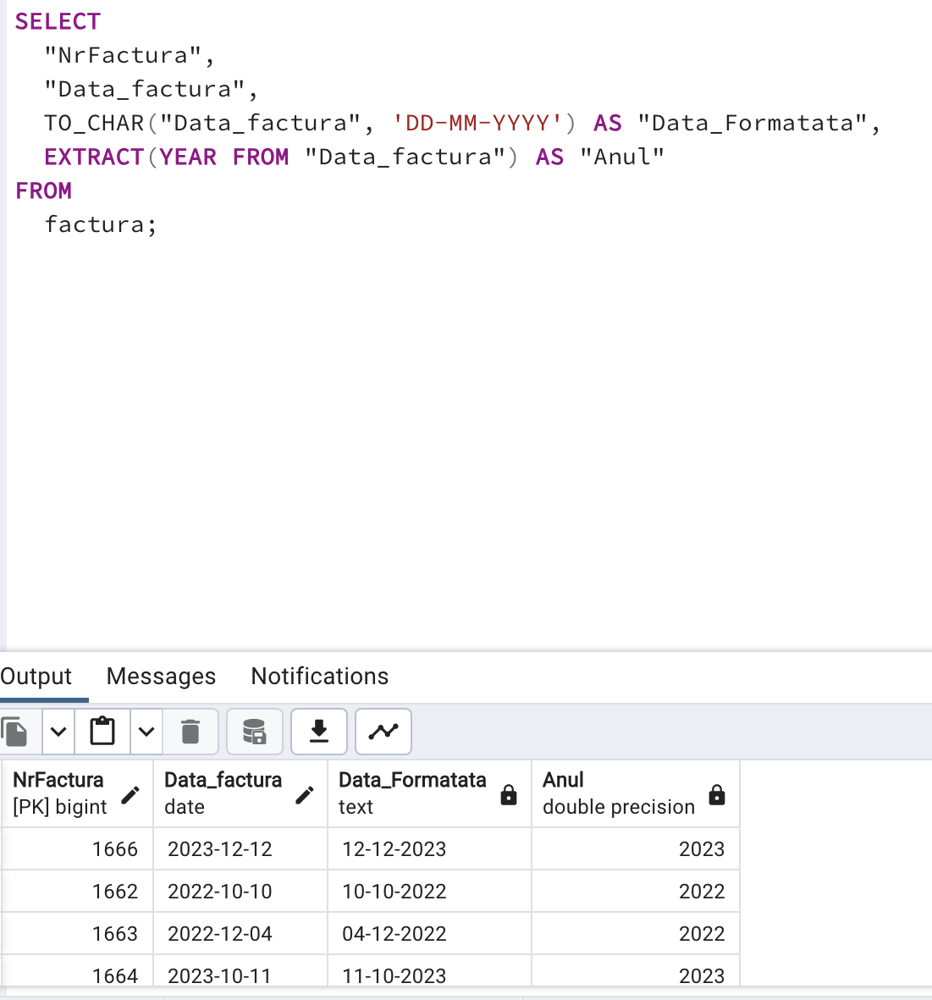 SELECT
"NrFactura",
"Data_factura",
TO_CHAR("Data_factura", 'DD-MM-YYYY') AS "Data_Formatata",
EXTRACT(YEAR FROM "Data_factura") AS "Anul"
FROM
factura;
Output Messages Notifications
NrFactura Data_factura Data_Formatata Anul
[PK] bigint date text double precision
1666 2023-12-12 12-12-2023 2023
1662 2022-10-10 10-10-2022 2022
1663 2022-12-04 04-12-2022 2022
1664 2023-10-11 11-10-2023 2023